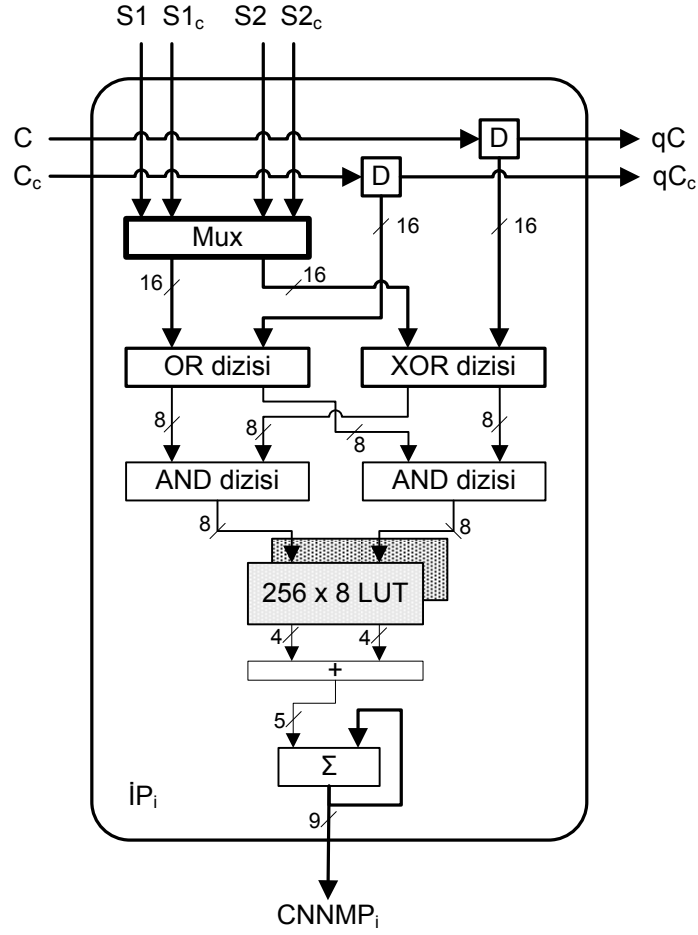 S1 S1c S2 S2c
C D qC
Cc D qCc
16 16
Mux
16 16
OR dizisi XOR dizisi
8 8 8 8
AND dizisi AND dizisi
8 8
256 x 8 LUT
4 4
+
5
Σ
İPi
9
CNNMPi